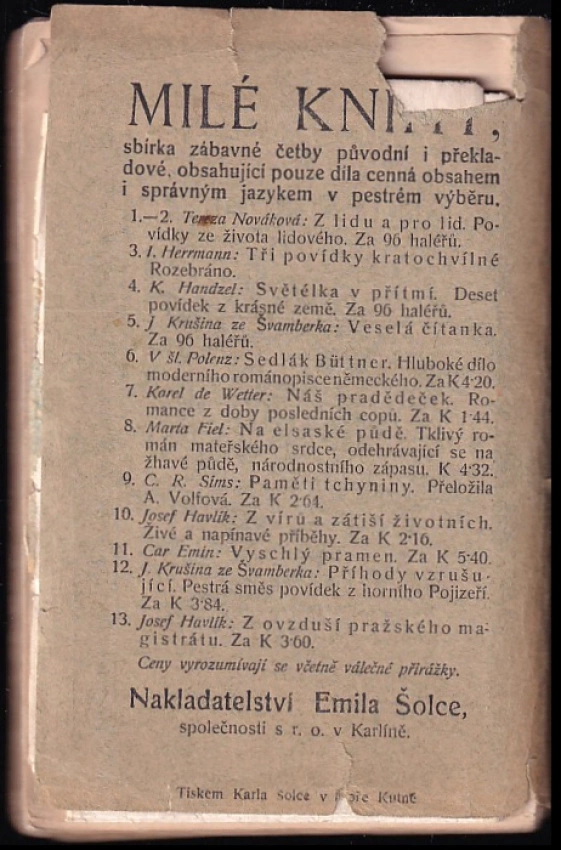 MILÉ
sbírka zábavné četby původní i překla-
dové, obsahující pouze díla cenná obsahem
i správným jazykem v pestrém výběru.
1.—2. Tereza Nováková: Z lidu a pro lid. Po-
vídky ze života lidového. Za 96 haléřů.
3. I. Herrmann: Tři povídky kratochvilné
Rozebráno.
4. K. Handzel: Světélka v přítmí. Deset
povídek z krásné země. Za 96 haléřů.
5. J Krušina ze Švamberka: Veselá čítanka.
Za 96 haléřů.
6. V šl. Polenz: Sedlák Büttner. Hluboké dílo
moderního románopisce německého. Za K 4·20.
7. Karel de Wetter: Náš pradědeček. Ro-
mance z doby posledních copů. Za K 1·44.
8. Marta Fiel: Na elsaské půdě. Tklivý ro-
mán mateřského srdce, odehrávající se na
žhavé půdě, národnostního zápasu. K 4·32.
9. C. R. Sims: Paměti tchyniny. Přeložila
A. Volfová. Za K 2·64.
10. Josef Havlík: Z vírů a zátiší životních.
Živé a napínavé příběhy. Za K 2·16.
11. Car Emin: Vyschlý pramen. Za K 5·40.
12. J. Krušina ze Švamberka: Příhody vzrušu-
jící. Pestrá směs povídek z horního Pojizeří.
Za K 3·84.
13. Josef Havlík: Z ovzduší pražského ma-
gistrátu. Za K 3·60.
Ceny vyrozumívají se včetně válečné přirážky.
Nakladatelství Emila Šolce,
společnosti s r. o. v Karlíně.
Tiskem Karla Šolce v Kutné